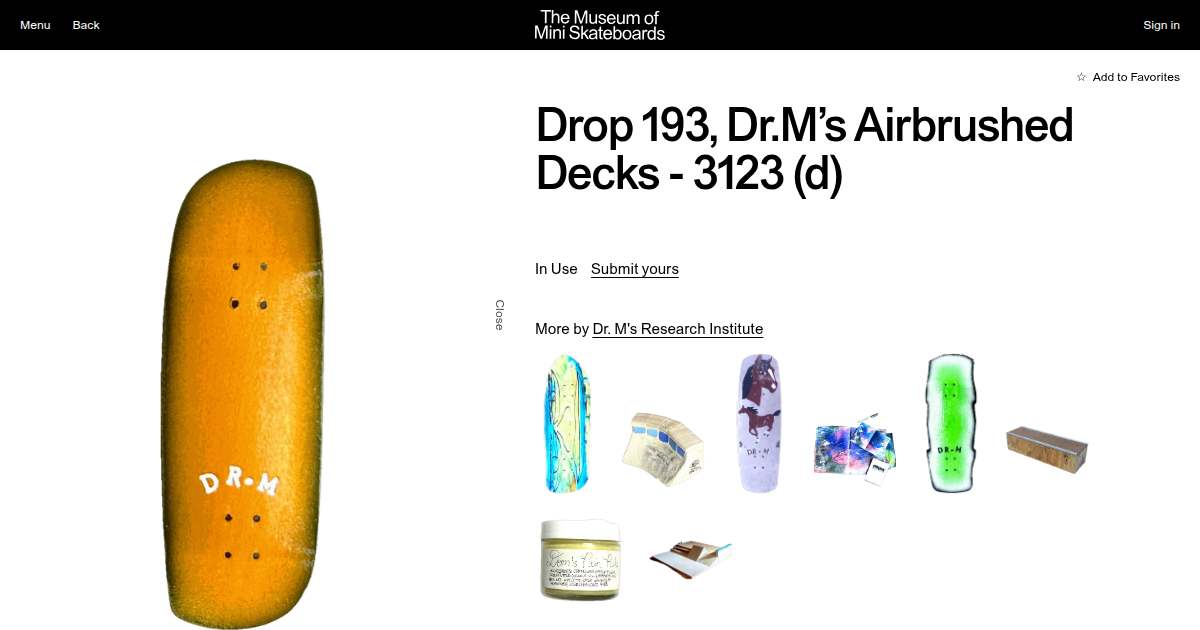 Menu
Back
The Museum of
Mini Skateboards
Sign in
☆ Add to Favorites
Drop 193, Dr.M’s Airbrushed
Decks - 3123 (d)
In Use
Submit yours
Close
More by Dr. M's Research Institute
DR•M
DR•M
DR•M